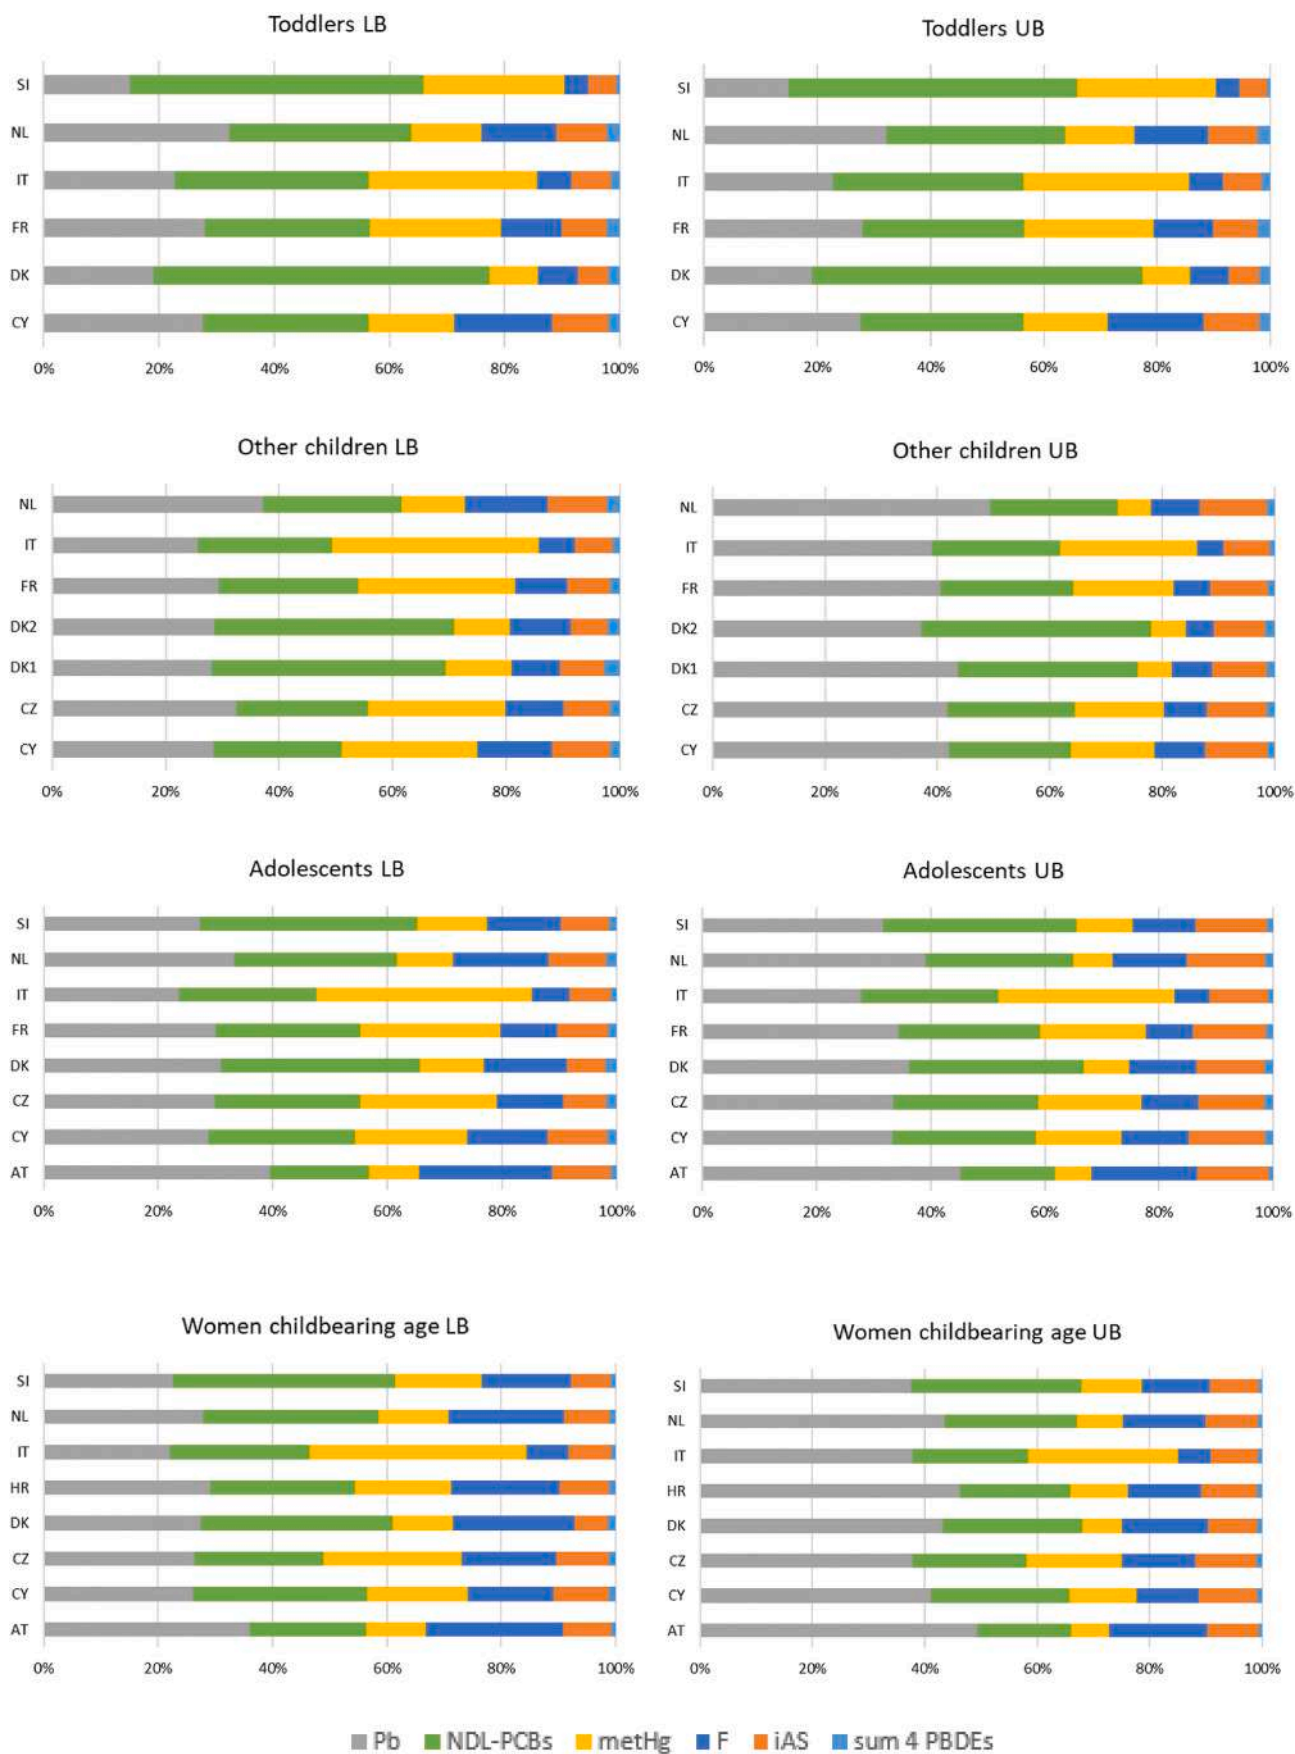 Toddlers LB
SI
NL
IT
FR
DK
CY
0% 20% 40% 60% 80% 100%
Toddlers UB
SI
NL
IT
FR
DK
CY
0% 20% 40% 60% 80% 100%
Other children LB
NL
IT
FR
DK2
DK1
CZ
CY
0% 20% 40% 60% 80% 100%
Other children UB
NL
IT
FR
DK2
DK1
CZ
CY
0% 20% 40% 60% 80% 100%
Adolescents LB
SI
NL
IT
FR
DK
CZ
CY
AT
0% 20% 40% 60% 80% 100%
Adolescents UB
SI
NL
IT
FR
DK
CZ
CY
AT
0% 20% 40% 60% 80% 100%
Women childbearing age LB
SI
NL
IT
HR
DK
CZ
CY
AT
0% 20% 40% 60% 80% 100%
Women childbearing age UB
SI
NL
IT
HR
DK
CZ
CY
AT
0% 20% 40% 60% 80% 100%
Pb NDL-PCBs metHg F iAS sum 4 PBDEs